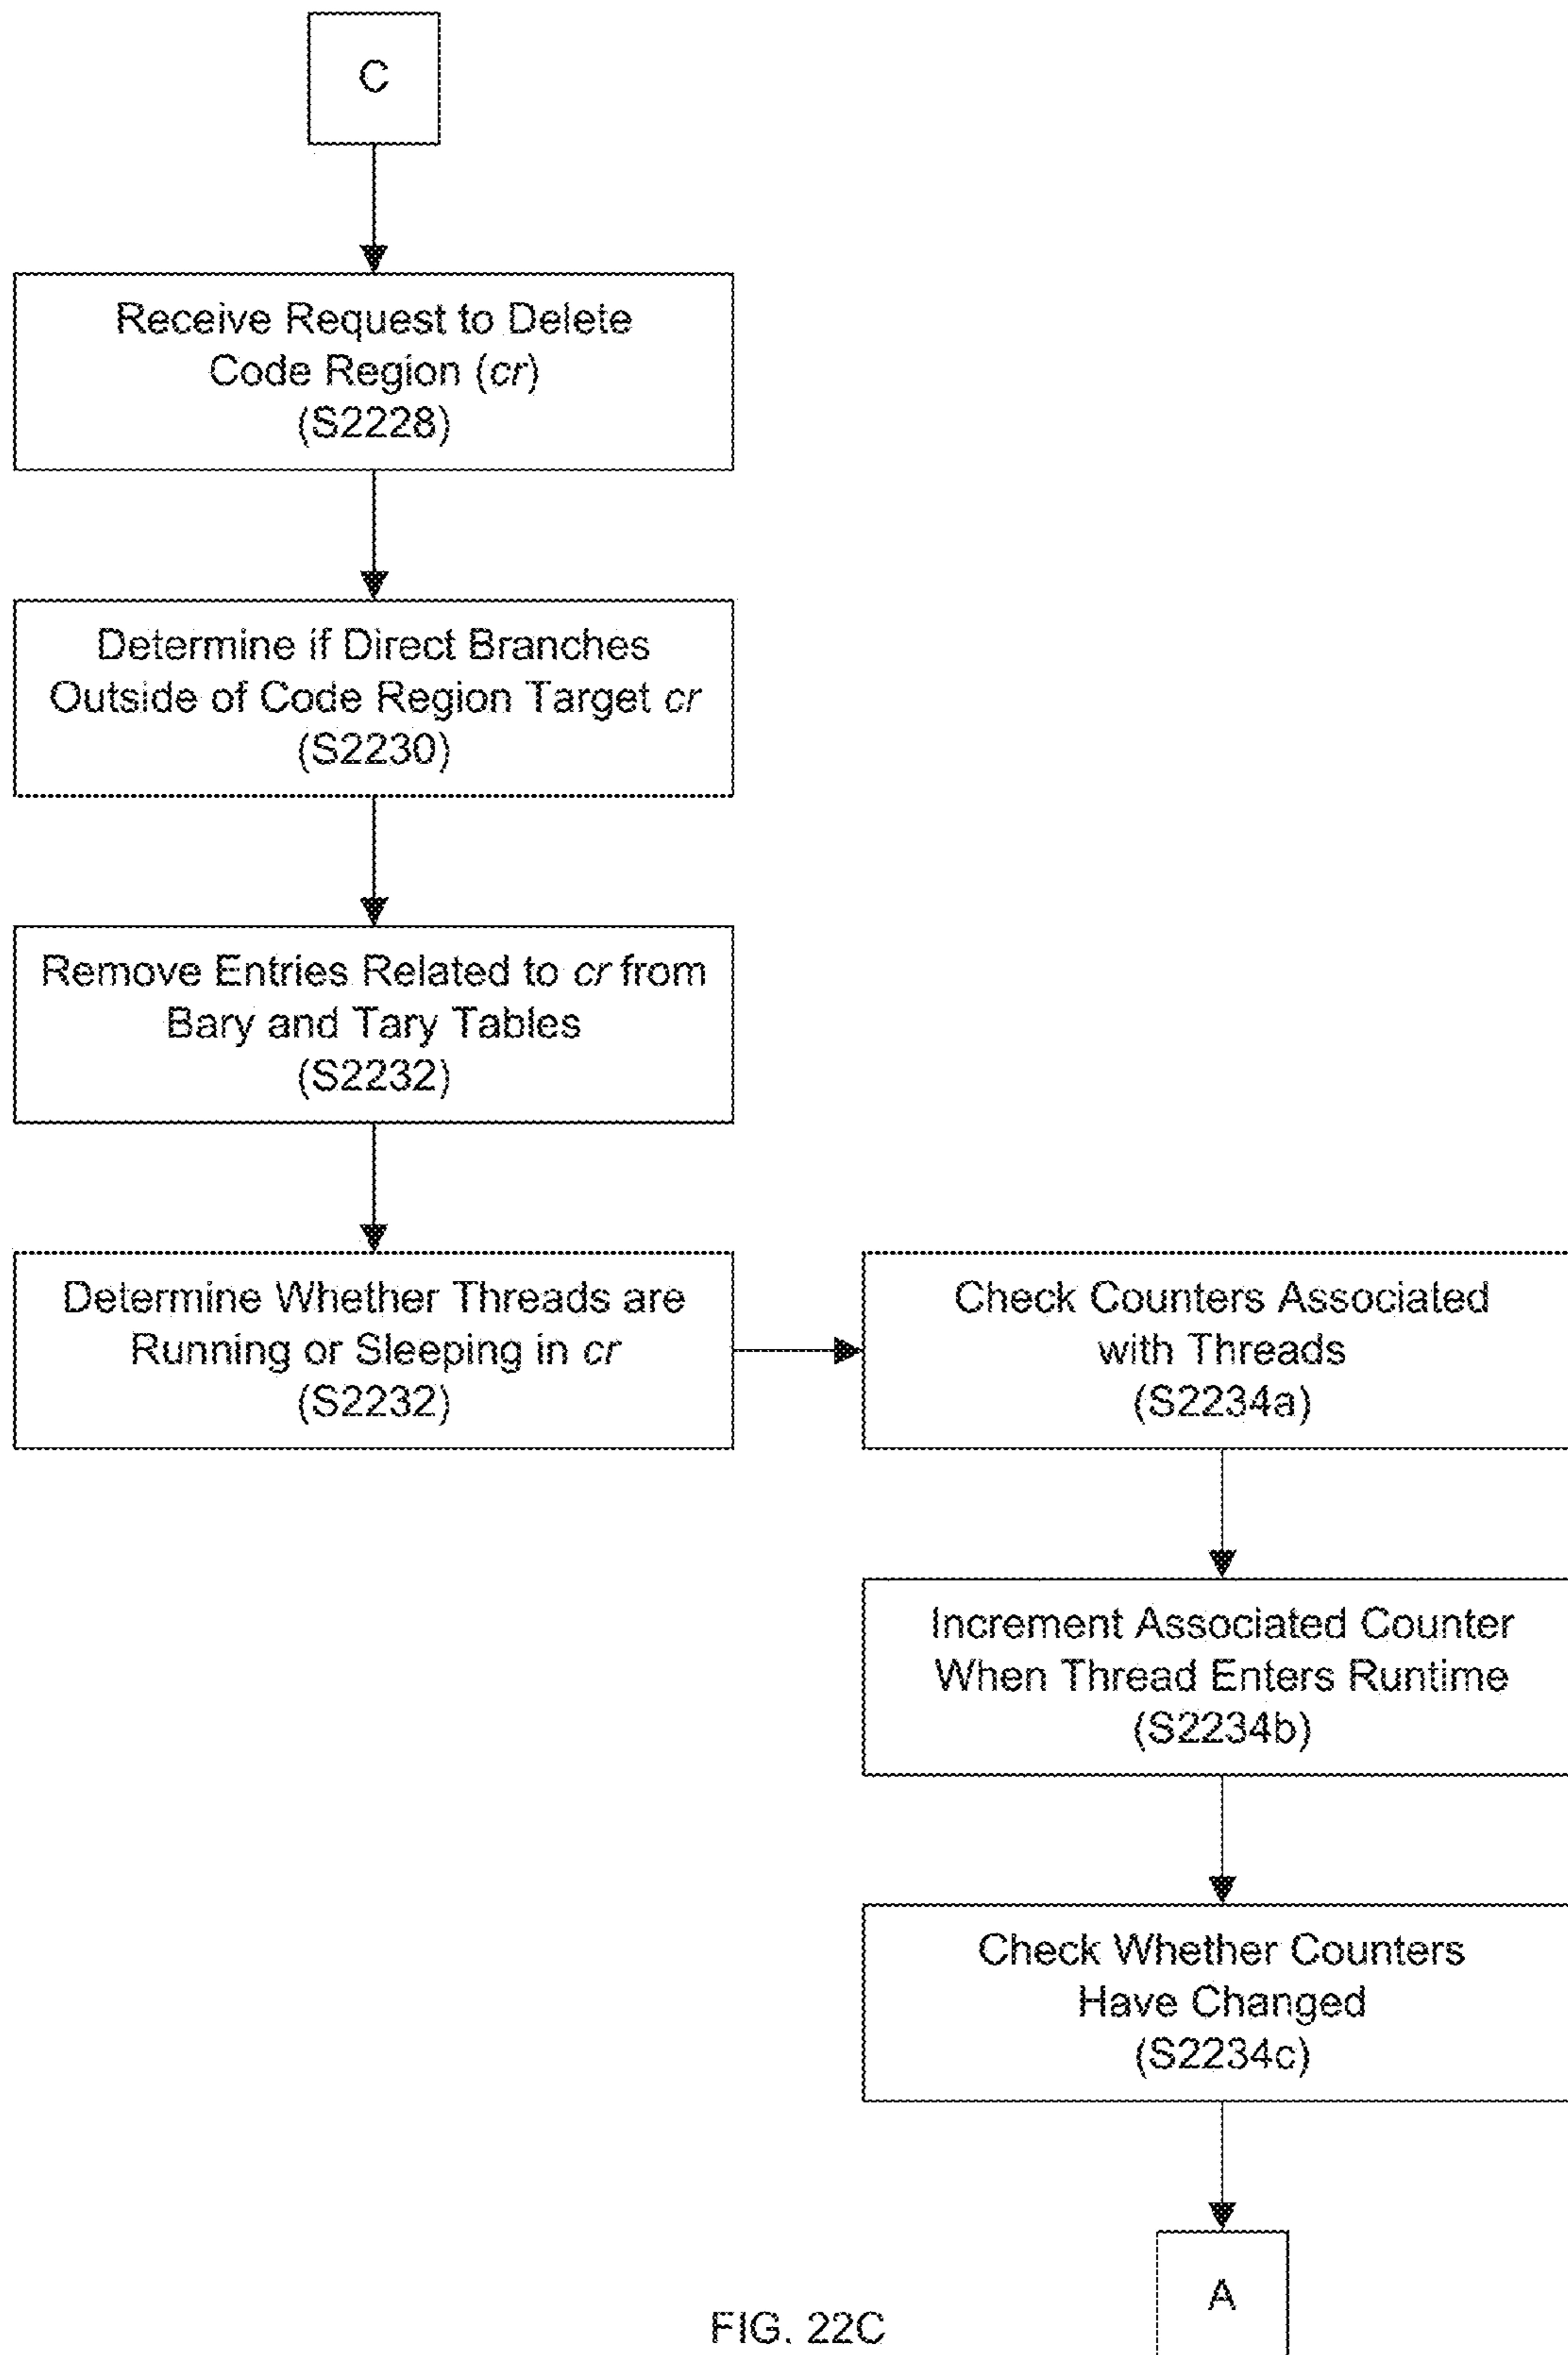 C
Receive Request to Delete
Code Region (cr)
(S2228)
Determine if Direct Branches
Outside of Code Region Target cr
(S2230)
Remove Entries Related to cr from
Bary and Tary Tables
(S2232)
Determine Whether Threads are
Running or Sleeping in cr
(S2232)
Check Counters Associated
with Threads
(S2234a)
Increment Associated Counter
When Thread Enters Runtime
(S2234b)
Check Whether Counters
Have Changed
(S2234c)
A
FIG. 22C